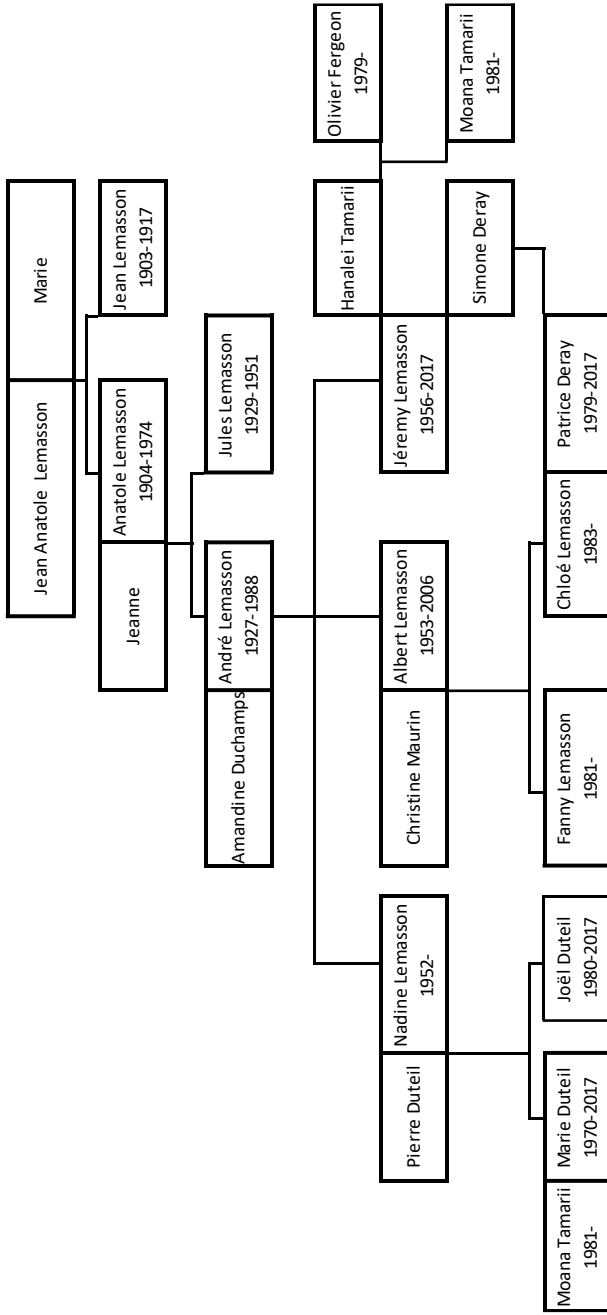 Jean Anatole Lemasson
Marie
Jeanne
Anatole Lemasson
1904-1974
Jean Lemasson
1903-1917
Amandine Duchamps
André Lemasson
1927-1988
Jules Lemasson
1929-1951
Olivier Fergeon
1979-
Pierre Duteil
Nadine Lemasson
1952-
Christine Maurin
Albert Lemasson
1953-2006
Jéremy Lemasson
1956-2017
Hanalei Tamarii
Simone Deray
Moana Tamarii
1981-
Moana Tamarii
1981-
Marie Duteil
1970-2017
Joël Duteil
1980-2017
Fanny Lemasson
1981-
Chloé Lemasson
1983-
Patrice Deray
1979-2017